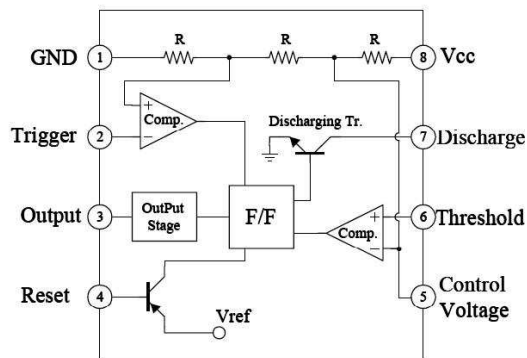 GND 1 R R R 8 Vcc
+
Comp.
−
Trigger 2
Discharging Tr.
7 Discharge
Output 3 OutPut
Stage
F/F
+
Comp.
−
6 Threshold
Reset 4
Vref
5 Control
Voltage